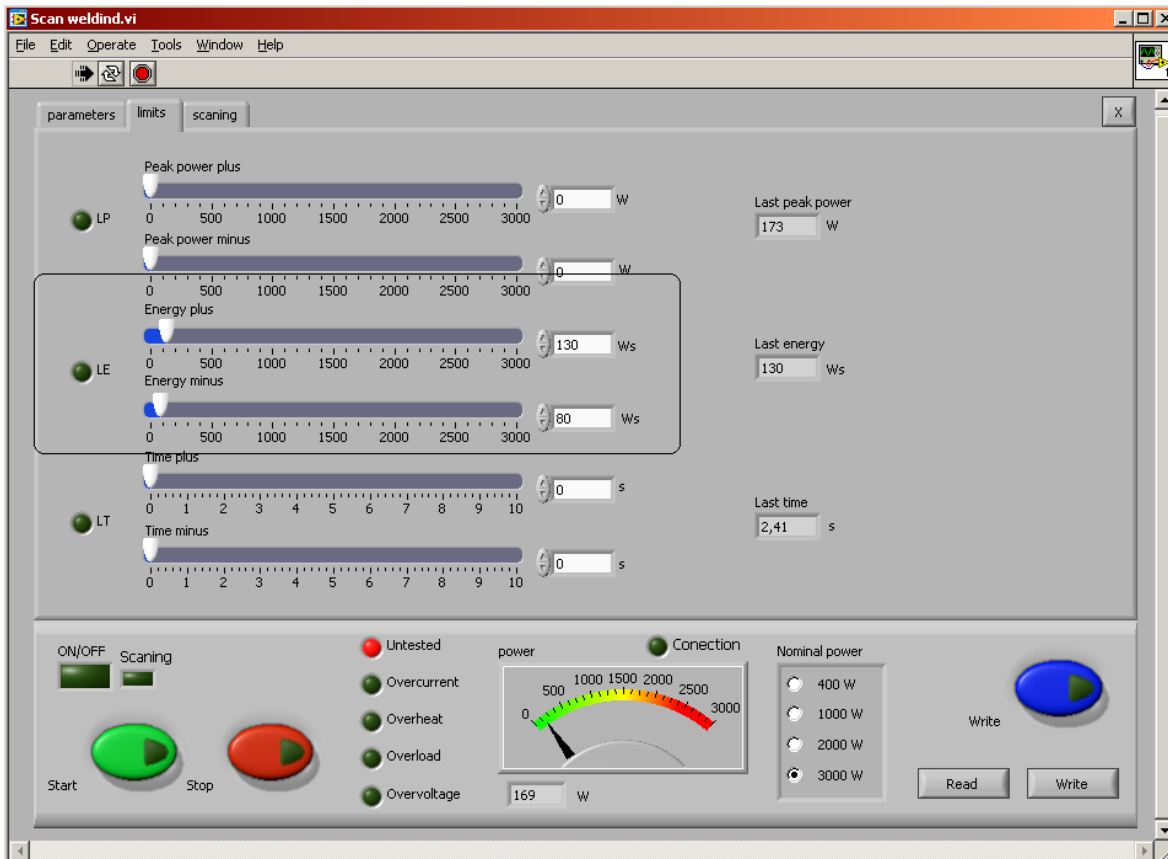 Scan weldind.vi
File Edit Operate Tools Window Help
parameters limits scaning X
Peak power plus
0 500 1000 1500 2000 2500 3000
0 W
LP
Last peak power
173 W
Peak power minus
0 500 1000 1500 2000 2500 3000
0 W
Energy plus
0 500 1000 1500 2000 2500 3000
130 Ws
LE
Last energy
130 Ws
Energy minus
0 500 1000 1500 2000 2500 3000
80 Ws
Time plus
0 1 2 3 4 5 6 7 8 9 10
0 s
LT
Last time
2,41 s
Time minus
0 1 2 3 4 5 6 7 8 9 10
0 s
ON/OFF Scaning
Start Stop
Untested
Overcurrent
Overheat
Overload
Overvoltage
power
0 500 1000 1500 2000 2500 3000
169 W
Conection
Nominal power
400 W
1000 W
2000 W
3000 W
Write
Read Write